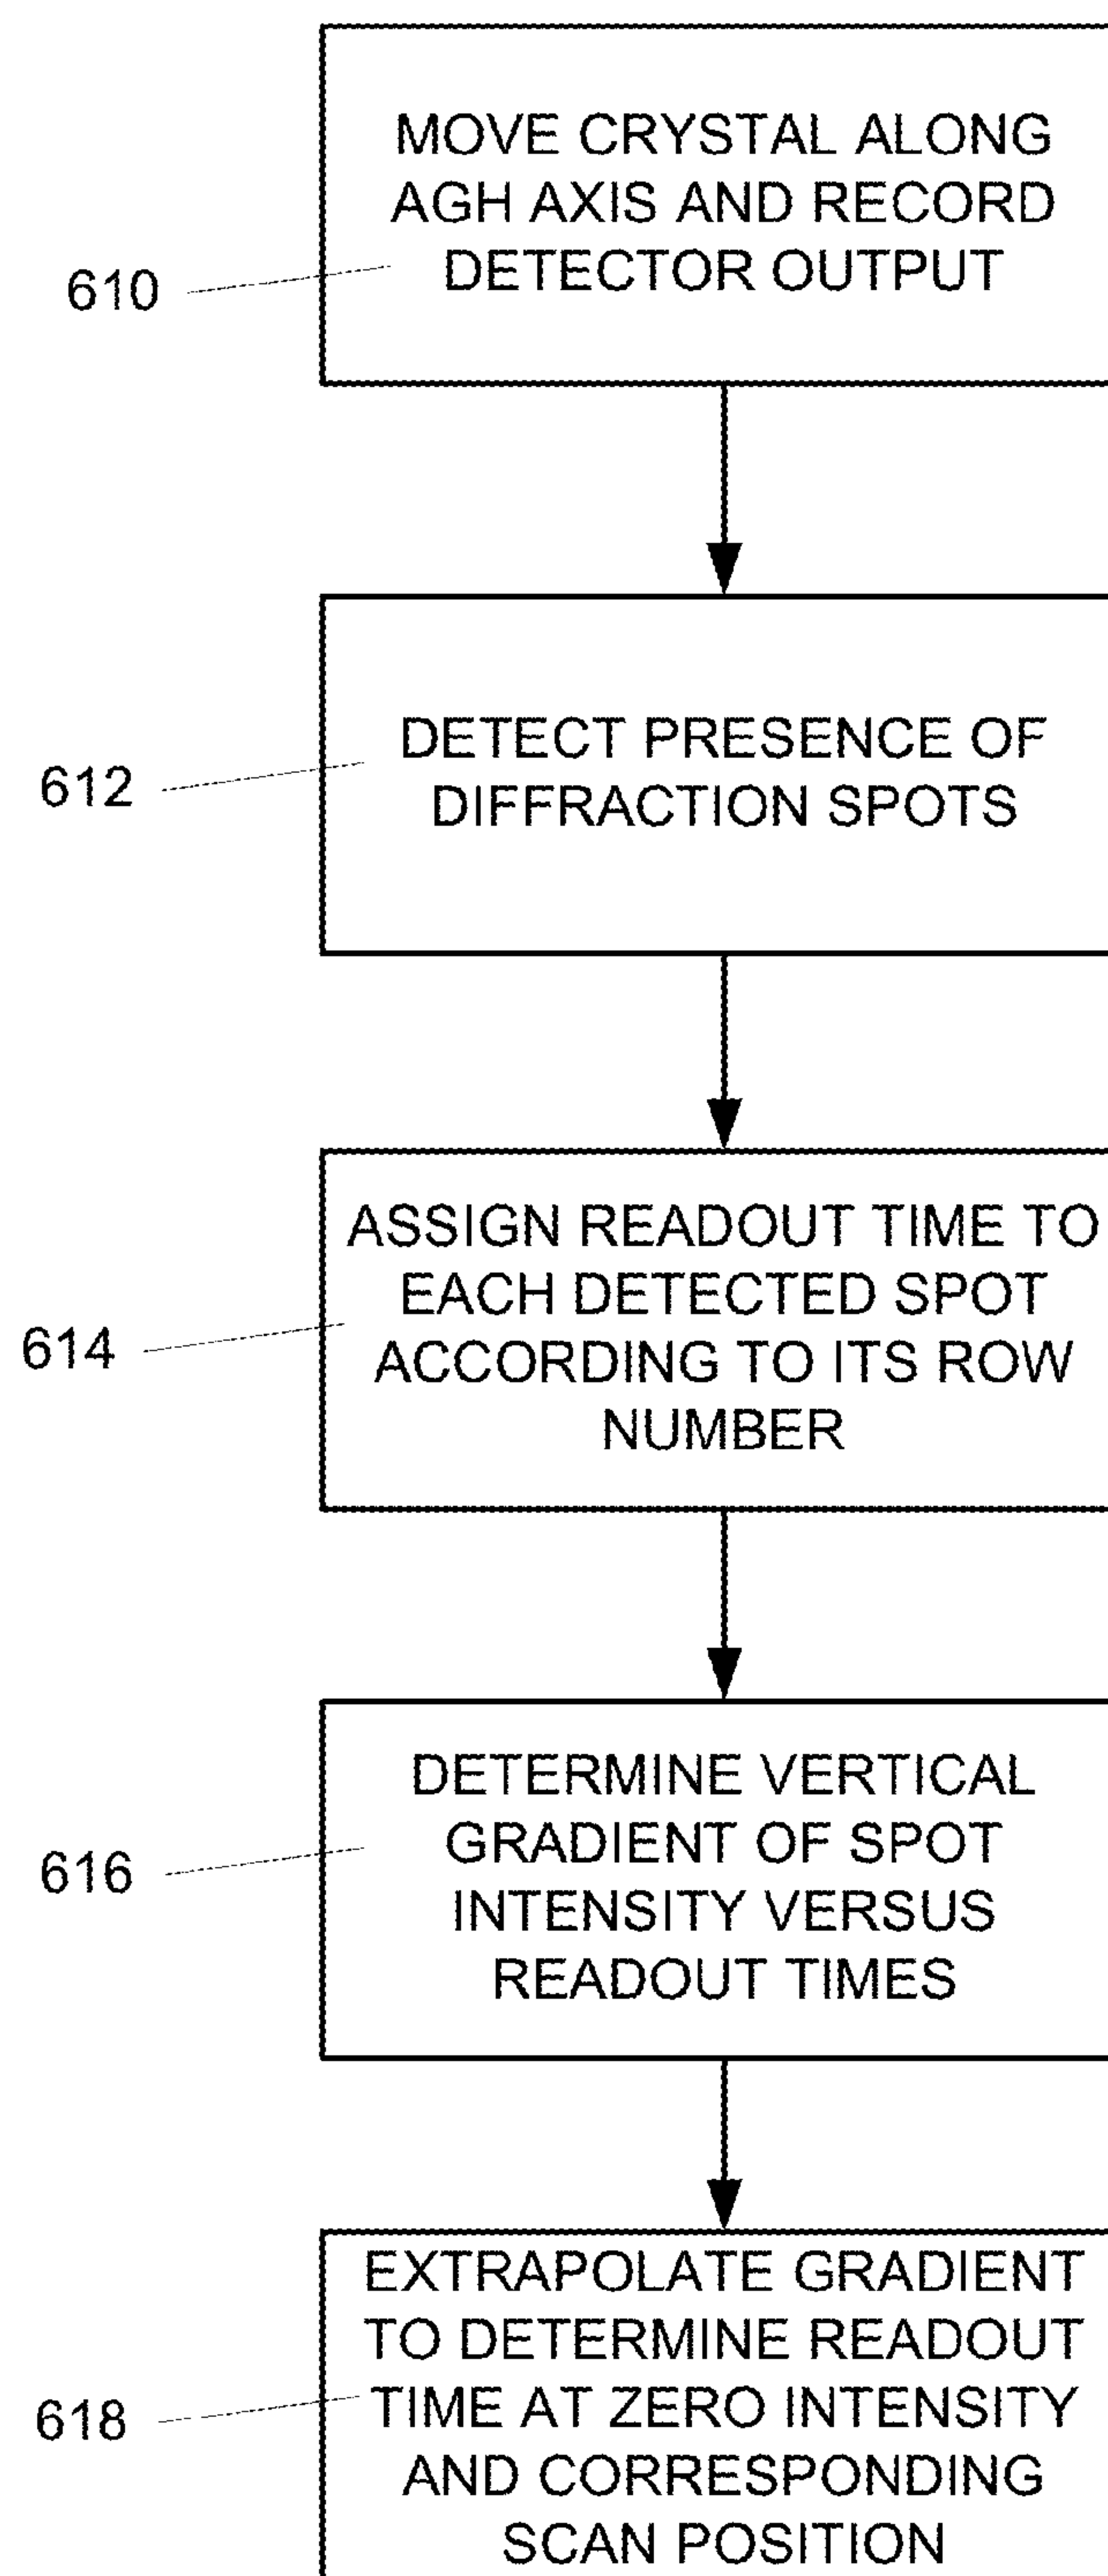 MOVE CRYSTAL ALONG
AGH AXIS AND RECORD
DETECTOR OUTPUT
610
DETECT PRESENCE OF
DIFFRACTION SPOTS
612
ASSIGN READOUT TIME TO
EACH DETECTED SPOT
ACCORDING TO ITS ROW
NUMBER
614
DETERMINE VERTICAL
GRADIENT OF SPOT
INTENSITY VERSUS
READOUT TIMES
616
EXTRAPOLATE GRADIENT
TO DETERMINE READOUT
TIME AT ZERO INTENSITY
AND CORRESPONDING
SCAN POSITION
618